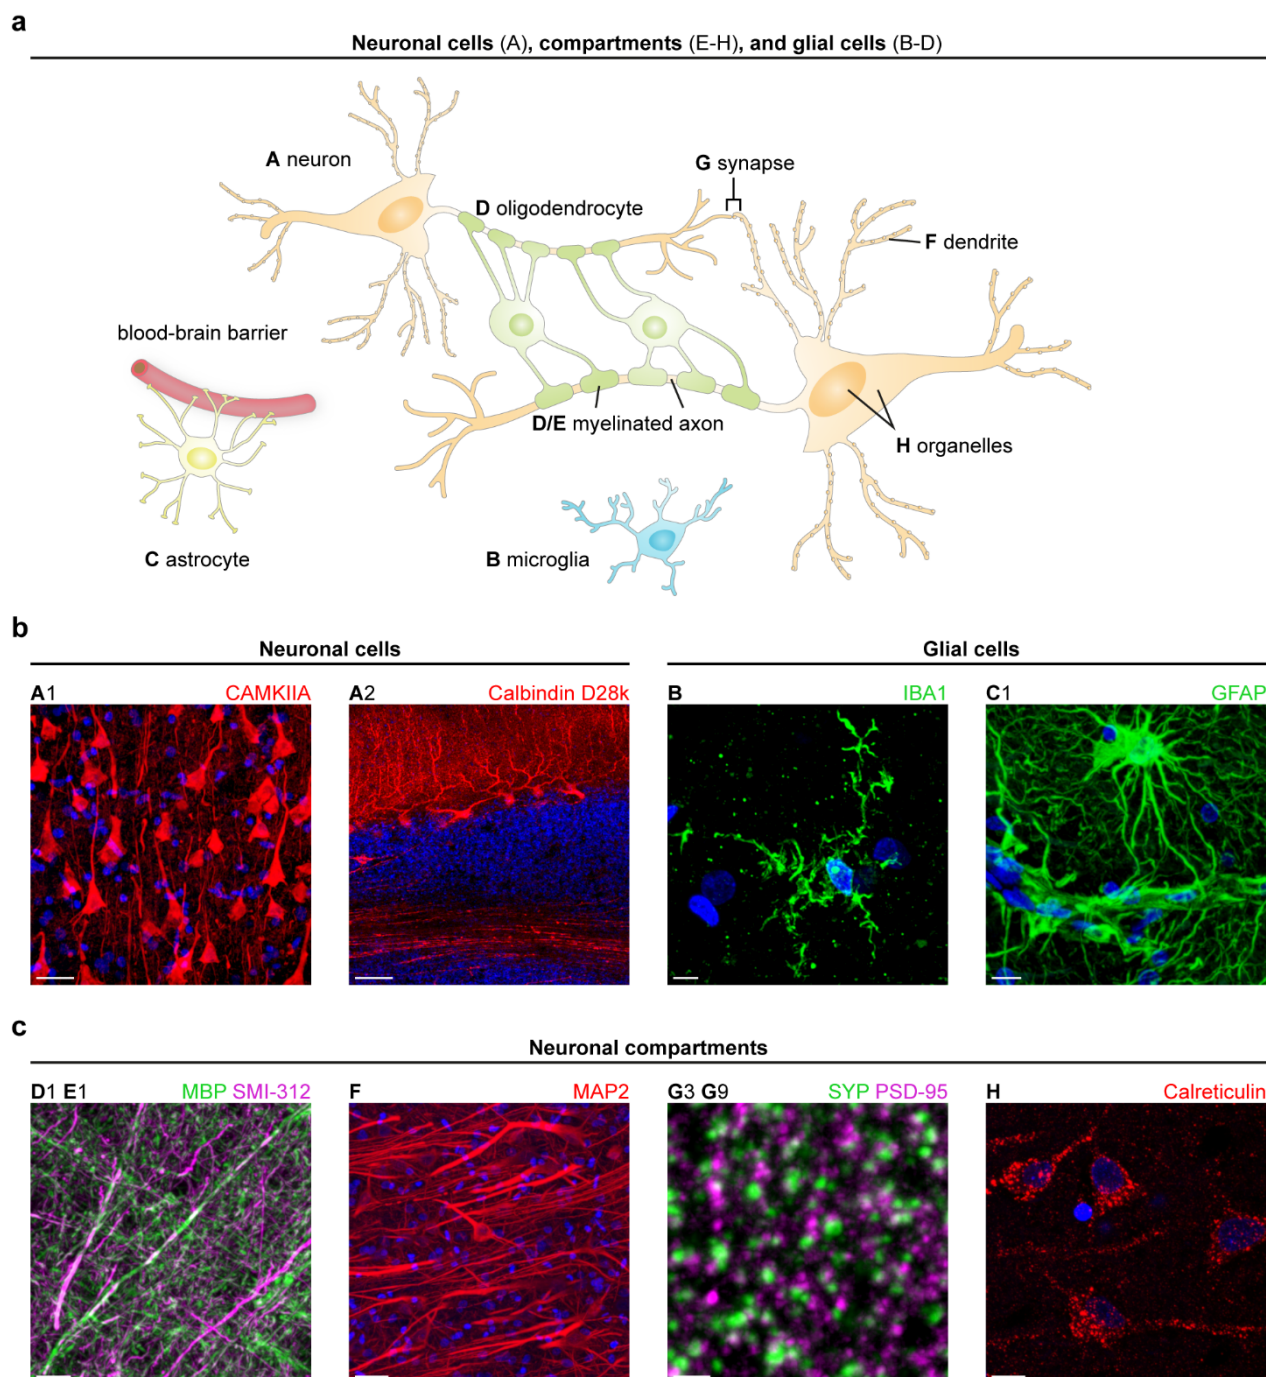 a
Neuronal cells (A), compartments (E-H), and glial cells (B-D)
A neuron
G synapse
D oligodendrocyte
F dendrite
blood-brain barrier
D/E myelinated axon
H organelles
C astrocyte
B microglia
b
Neuronal cells
Glial cells
A1 CAMKIIA
A2 Calbindin D28k
B IBA1
C1 GFAP
c
Neuronal compartments
D1 E1 MBP SMI-312
F MAP2
G3 G9 SYP PSD-95
H Calreticulin